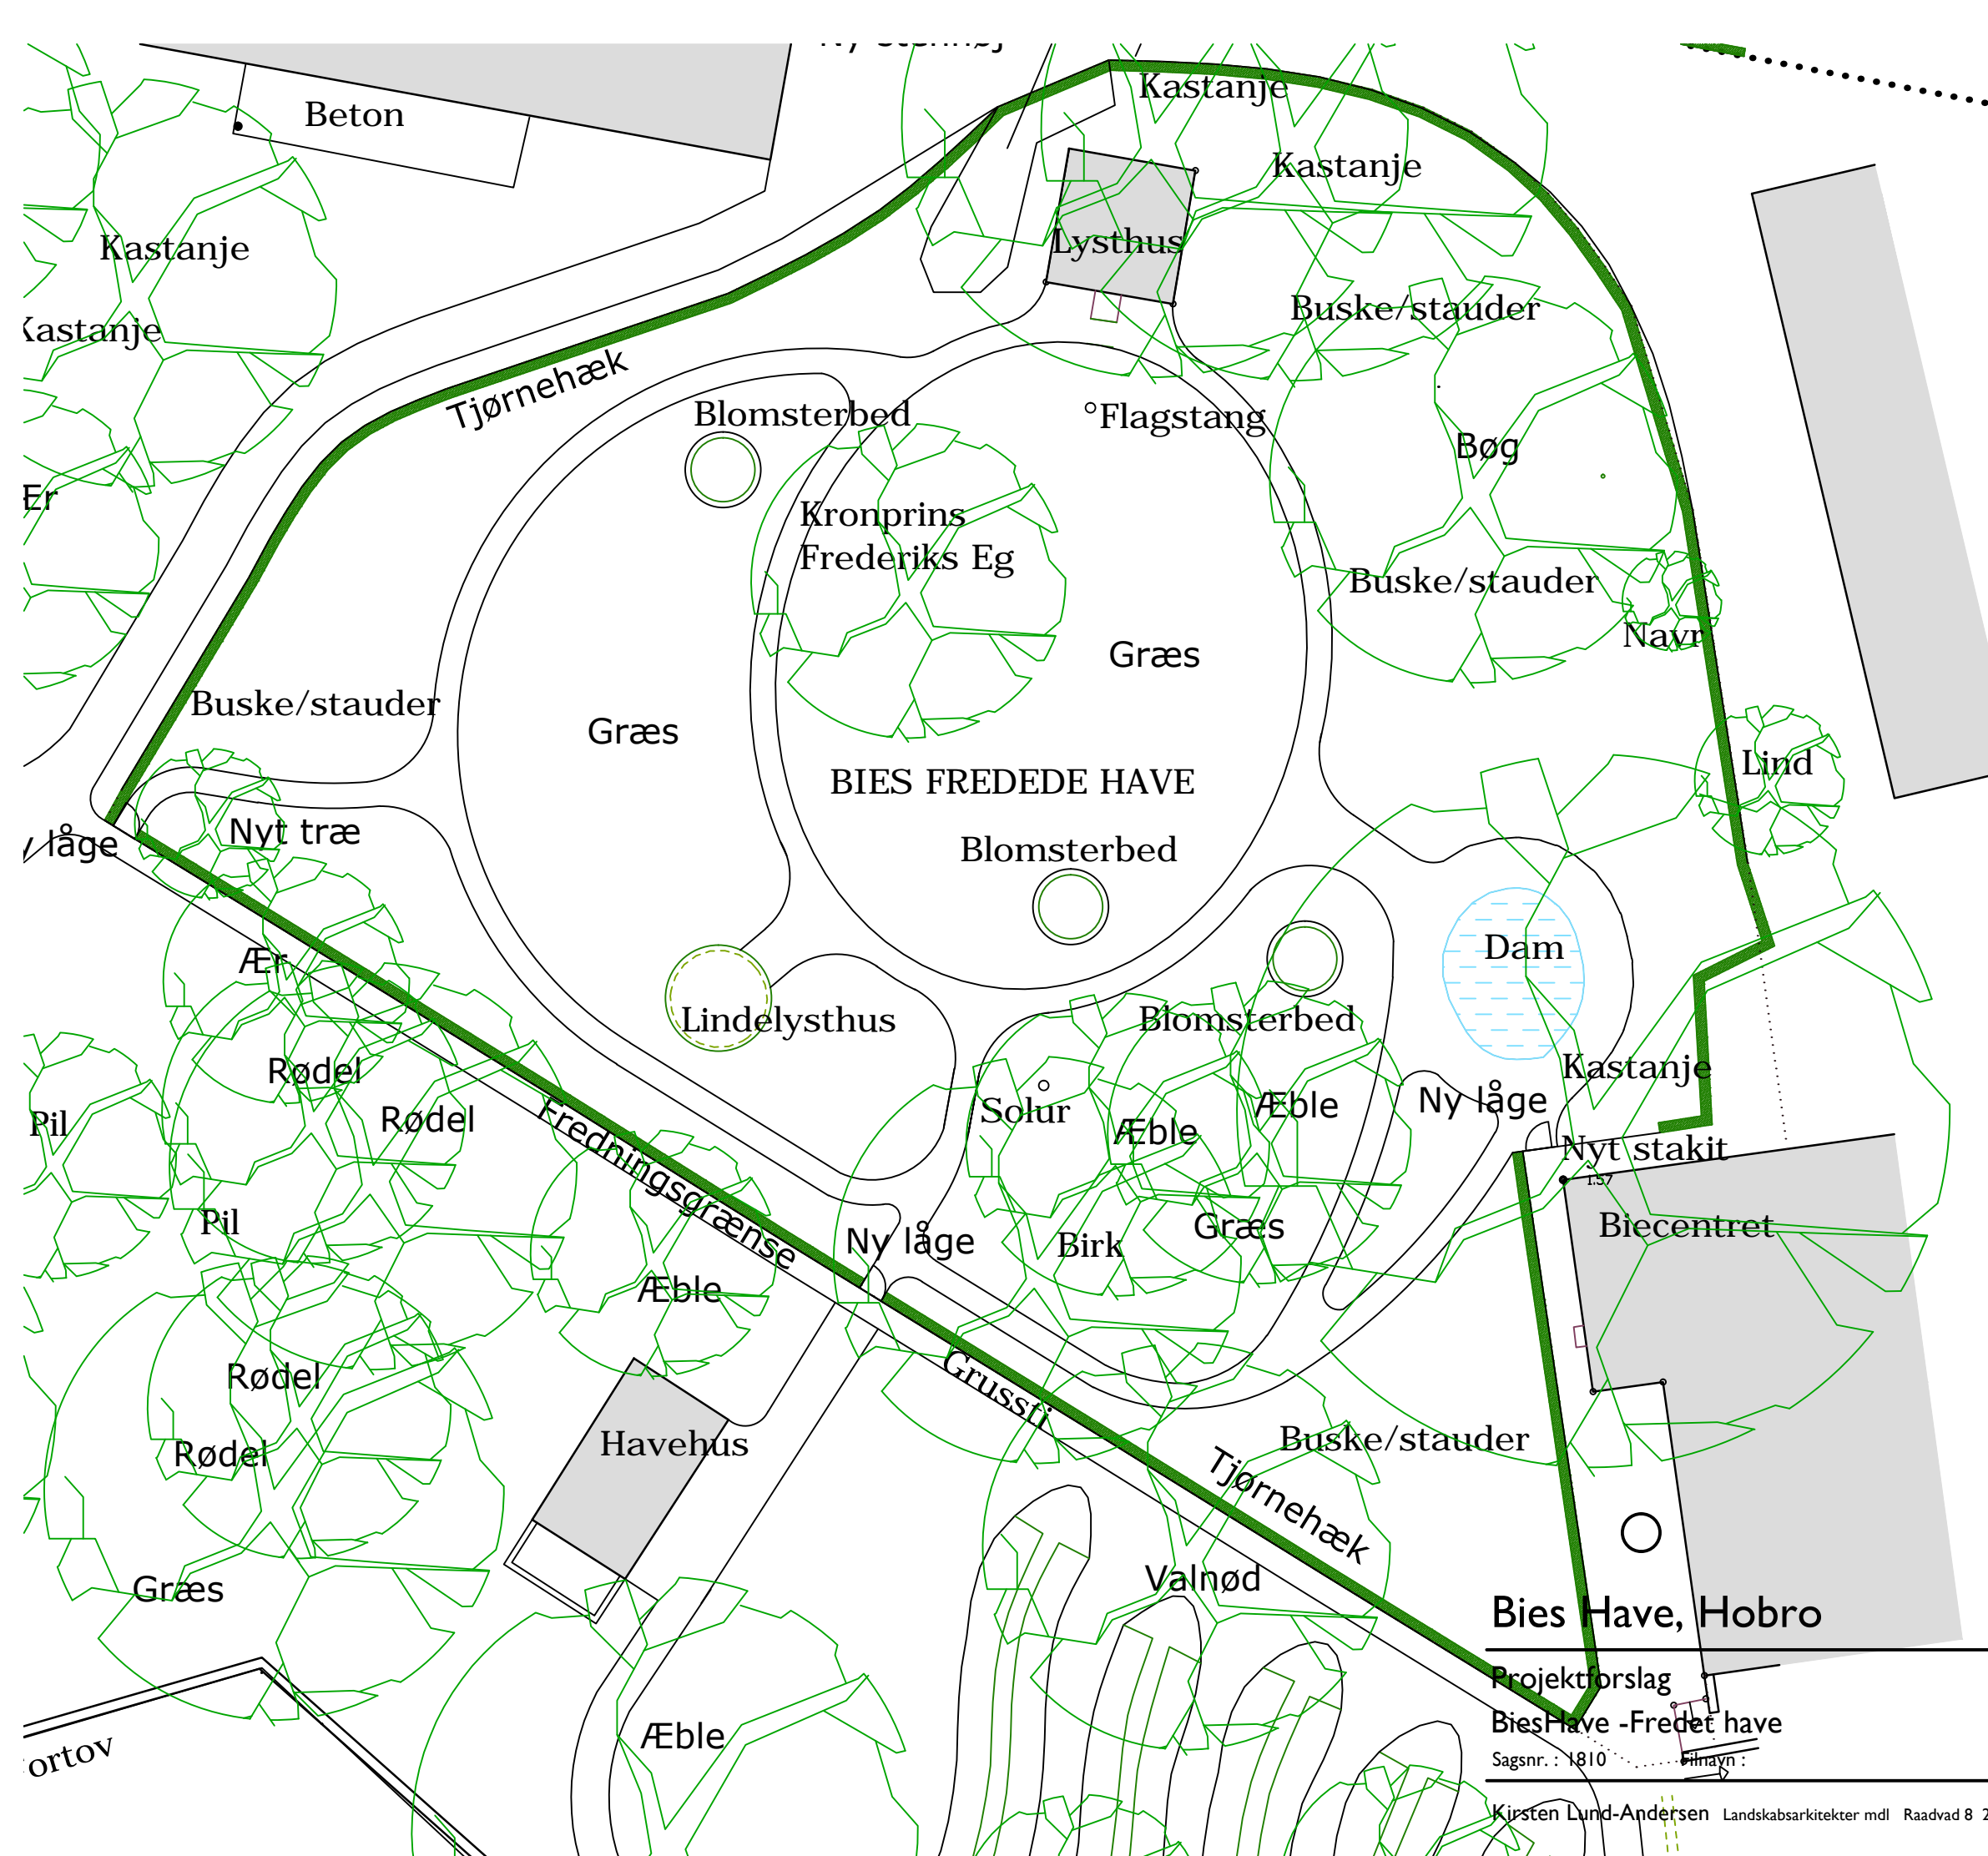 Beton
Kastanje
Kastanje
Kastanje
Kastanje
Lysthus
Buske/stauder
Tjørnehæk
Blomsterbed
°Flagstang
Bøg
Ær
Kronprins
Frederiks Eg
Buske/stauder
Navr
Græs
Buske/stauder
Græs
Lind
BIES FREDEDE HAVE
Nyt træ
låge
Blomsterbed
Dam
Ær
Lindelysthus
Blomsterbed
Kastanje
Rødel
Rødel
Pil
Solur
Æble
Æble
Ny låge
Nyt stakit
1.57
Fredningsgrænse
Pil
Ny låge
Birk
Græs
Biecentret
Æble
Rødel
Grussti
Rødel
Havehus
Buske/stauder
Tjørnehæk
Græs
Valnød
Æble
Bies Have, Hobro
Projektforslag
BiesHave -Fredet have
Sagsnr. : 1810 Filnavn :
Kirsten Lund-Andersen Landskabsarkitekter mdl Raadvad 8